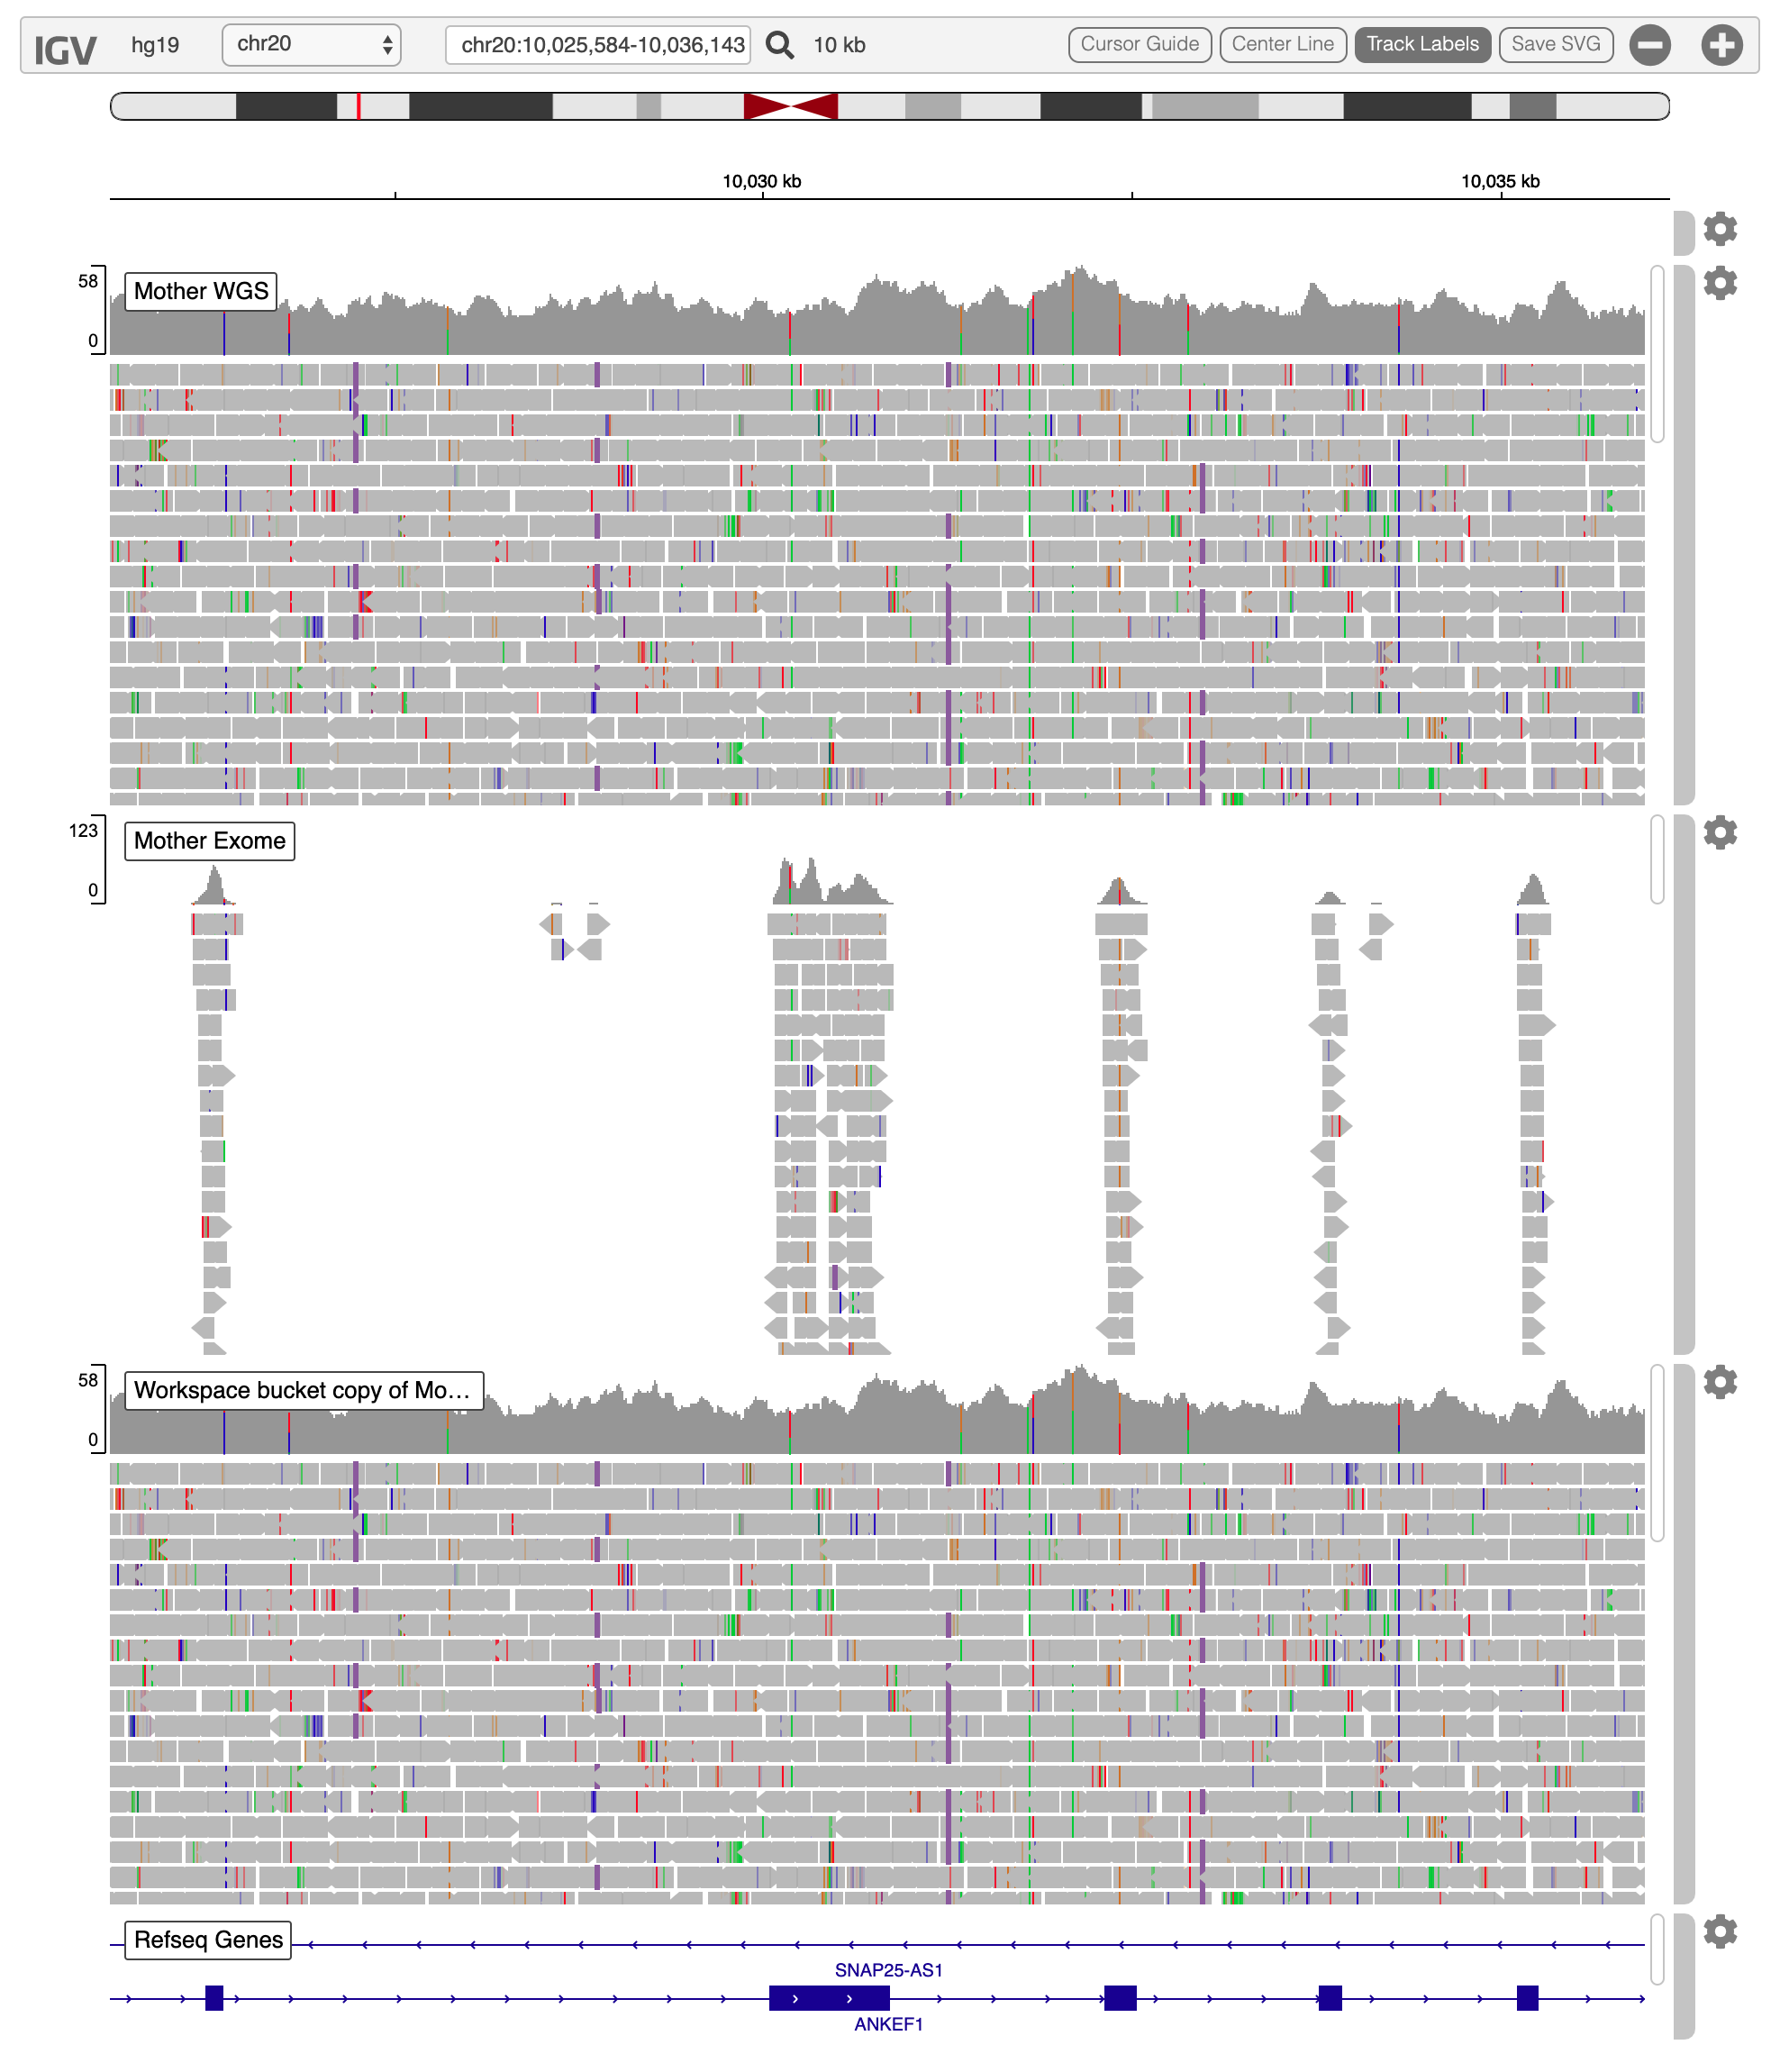 IGV hg19 chr20 chr20:10,025,584-10,036,143 10 kb Cursor Guide Center Line Track Labels Save SVG
10,030 kb 10,035 kb
58
Mother WGS
0
123
Mother Exome
0
58
Workspace bucket copy of Mo...
0
Refseq Genes
SNAP25-AS1
ANKEF1